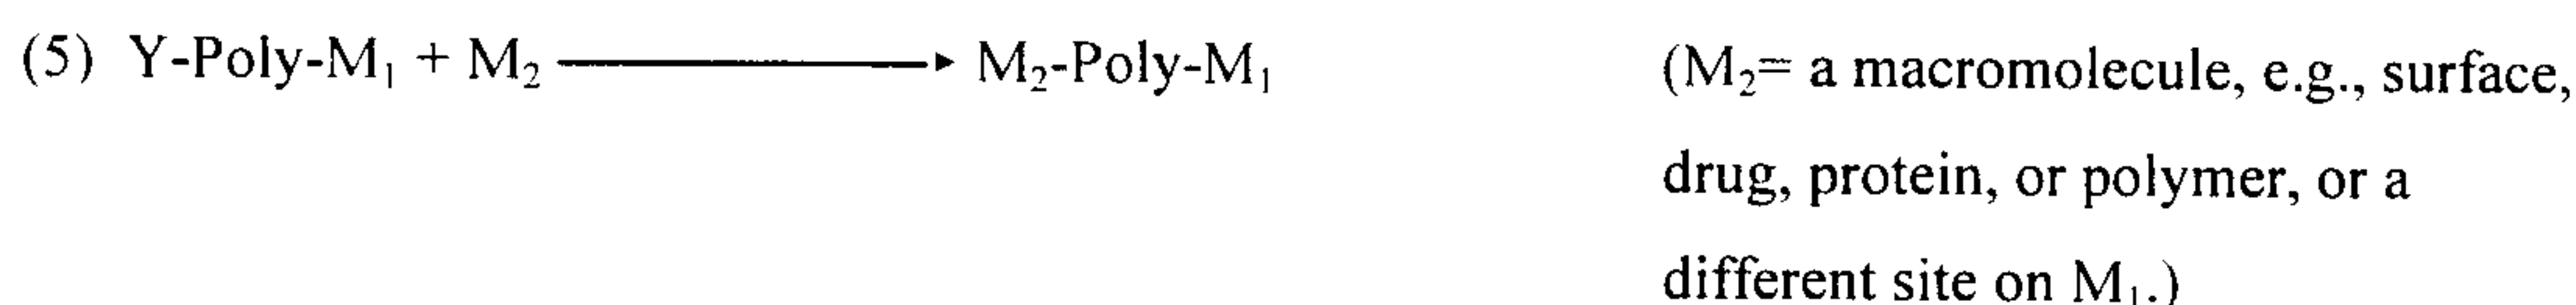 (5) Y-Poly-M₁ + M₂ ⟶ M₂-Poly-M₁ (M₂= a macromolecule, e.g., surface,
drug, protein, or polymer, or a
different site on M₁.)